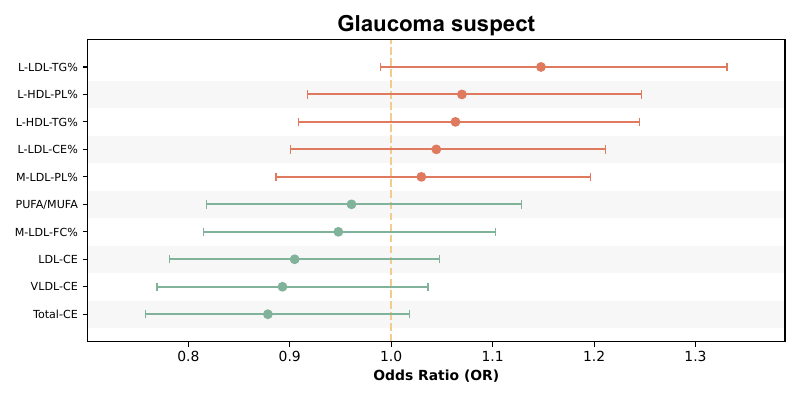 Glaucoma suspect
L-LDL-TG%
L-HDL-PL%
L-HDL-TG%
L-LDL-CE%
M-LDL-PL%
PUFA/MUFA
M-LDL-FC%
LDL-CE
VLDL-CE
Total-CE
0.8 0.9 1.0 1.1 1.2 1.3
Odds Ratio (OR)